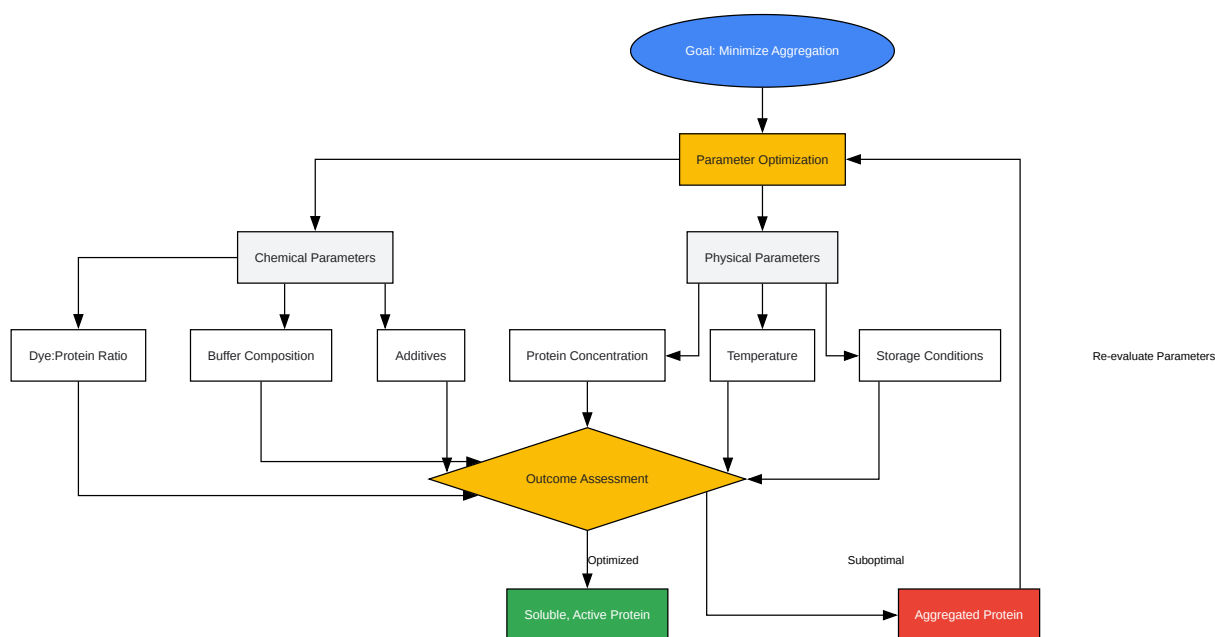 Goal: Minimize Aggregation
Parameter Optimization
Chemical Parameters
Physical Parameters
Dye:Protein Ratio
Buffer Composition
Additives
Protein Concentration
Temperature
Storage Conditions
Re-evaluate Parameters
Outcome Assessment
Optimized
Suboptimal
Soluble, Active Protein
Aggregated Protein